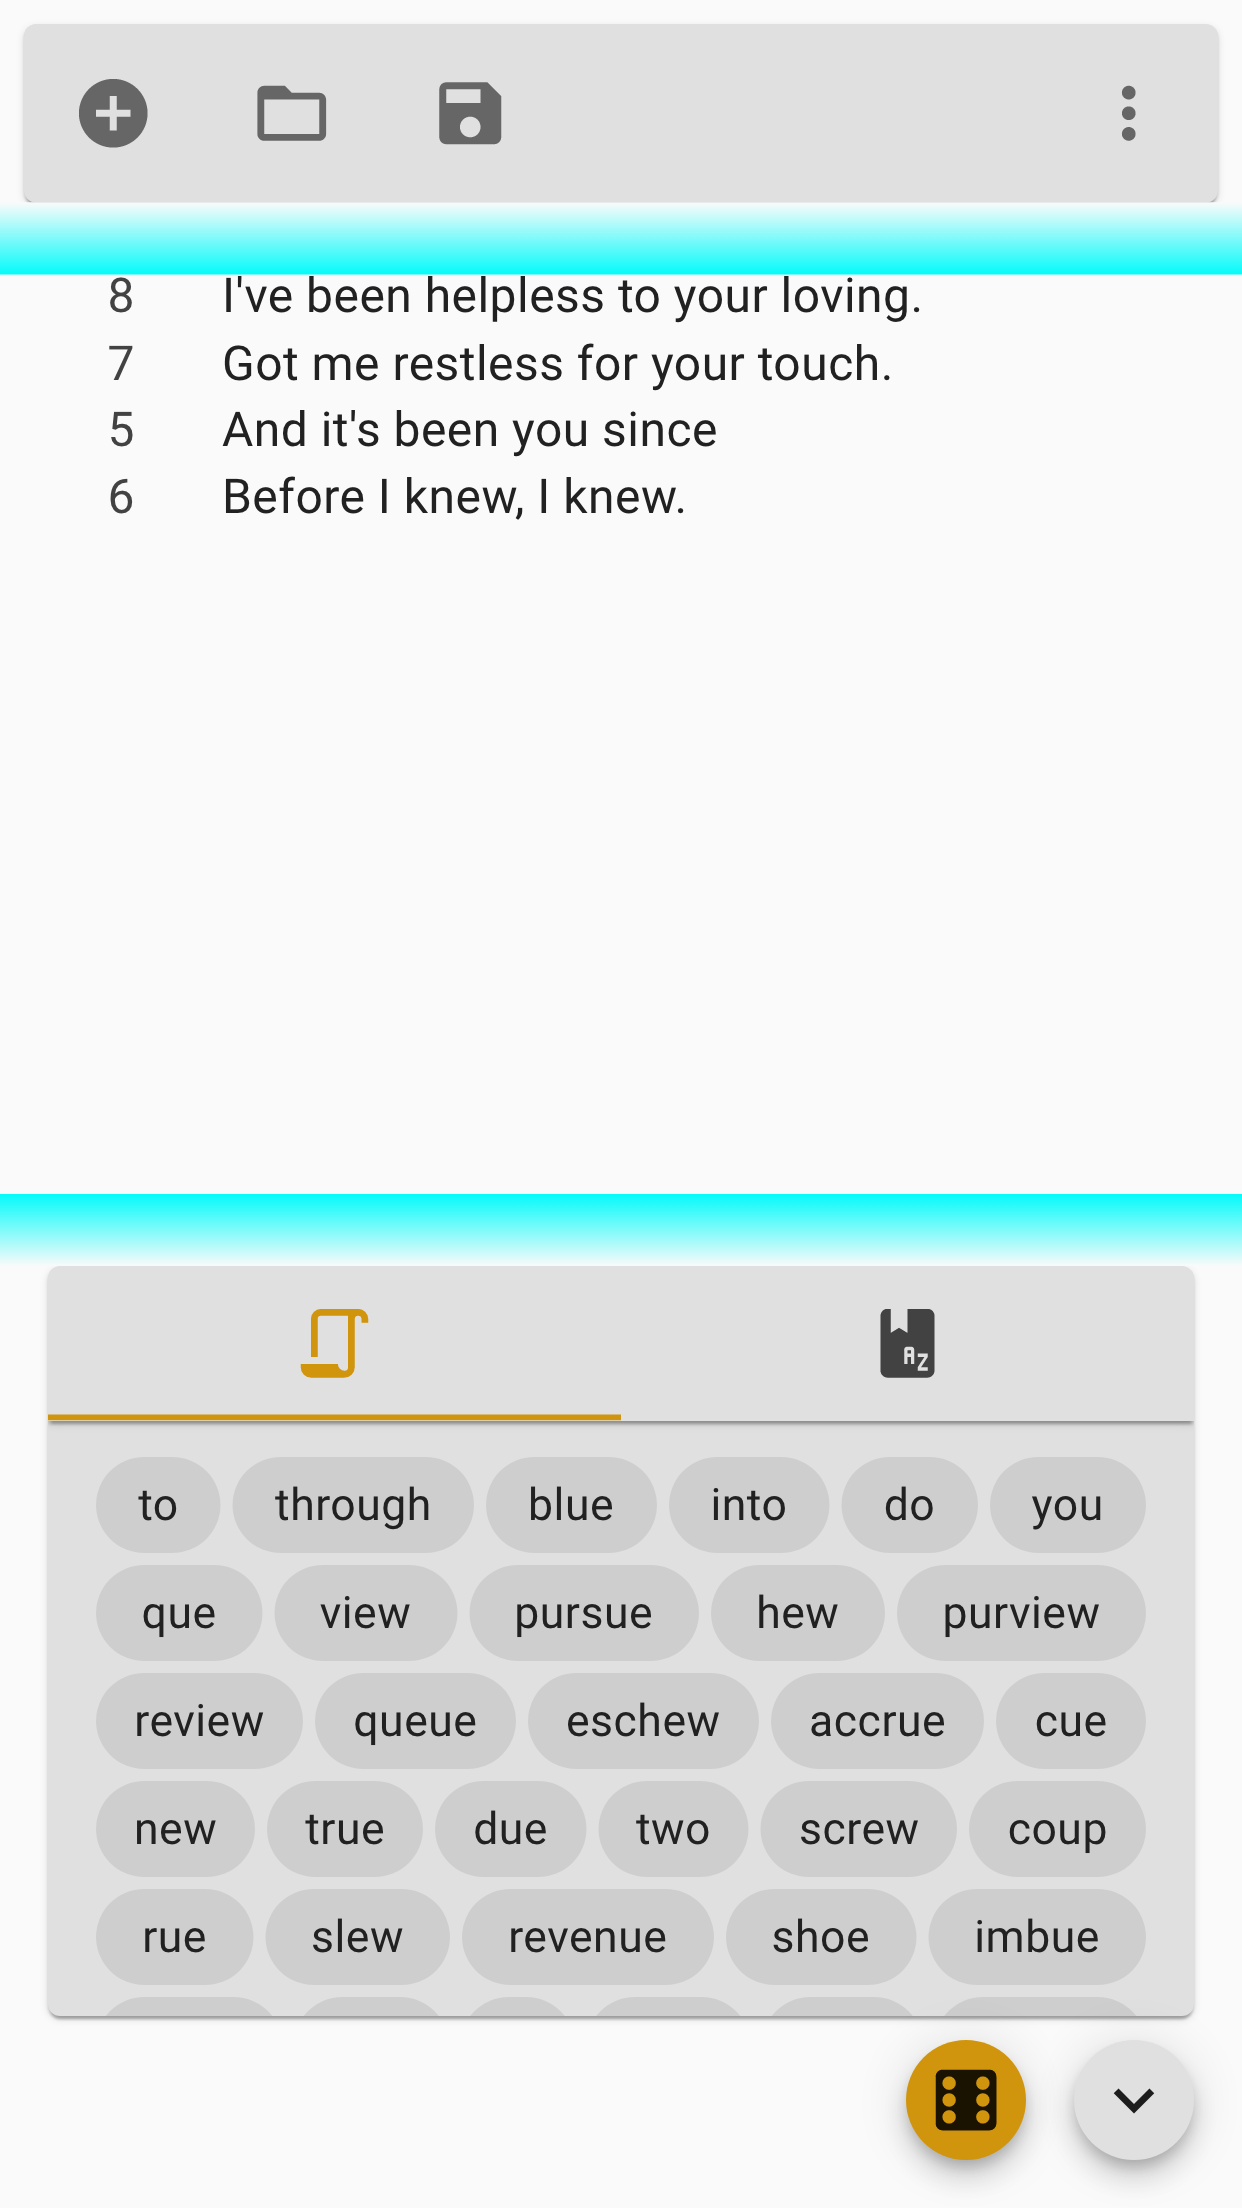 8 I've been helpless to your loving.
7 Got me restless for your touch.
5 And it's been you since
6 Before I knew, I knew.
A Z
to through blue into do you
que view pursue hew purview
review queue eschew accrue cue
new true due two screw coup
rue slew revenue shoe imbue